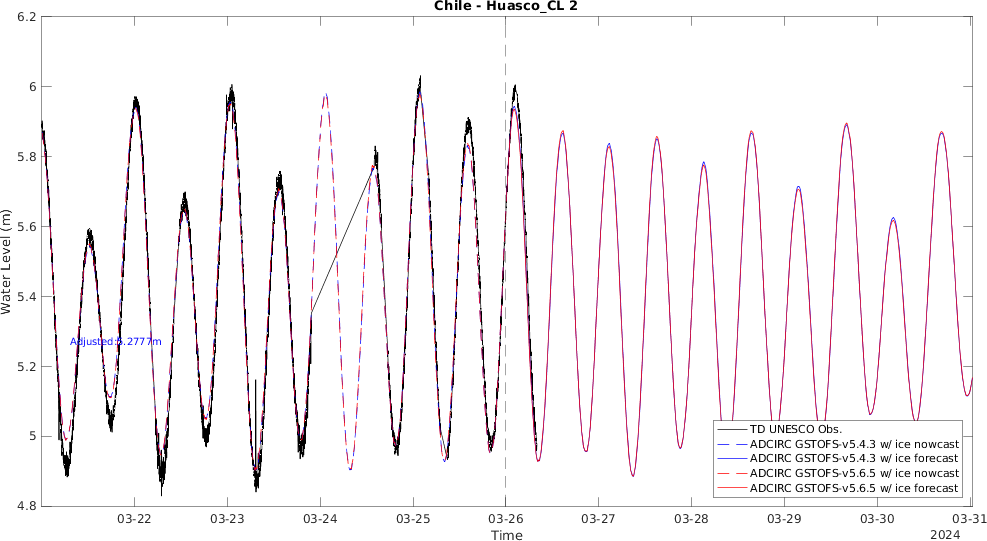 Chile - Huasco_CL 2
6.2
6
5.8
5.6
5.4
5.2
5
4.8
Water Level (m)
Adjusted:5.2777m
TD UNESCO Obs.
ADCIRC GSTOFS-v5.4.3 w/ ice nowcast
ADCIRC GSTOFS-v5.4.3 w/ ice forecast
ADCIRC GSTOFS-v5.6.5 w/ ice nowcast
ADCIRC GSTOFS-v5.6.5 w/ ice forecast
03-22 03-23 03-24 03-25 03-26 03-27 03-28 03-29 03-30 03-31
Time
2024